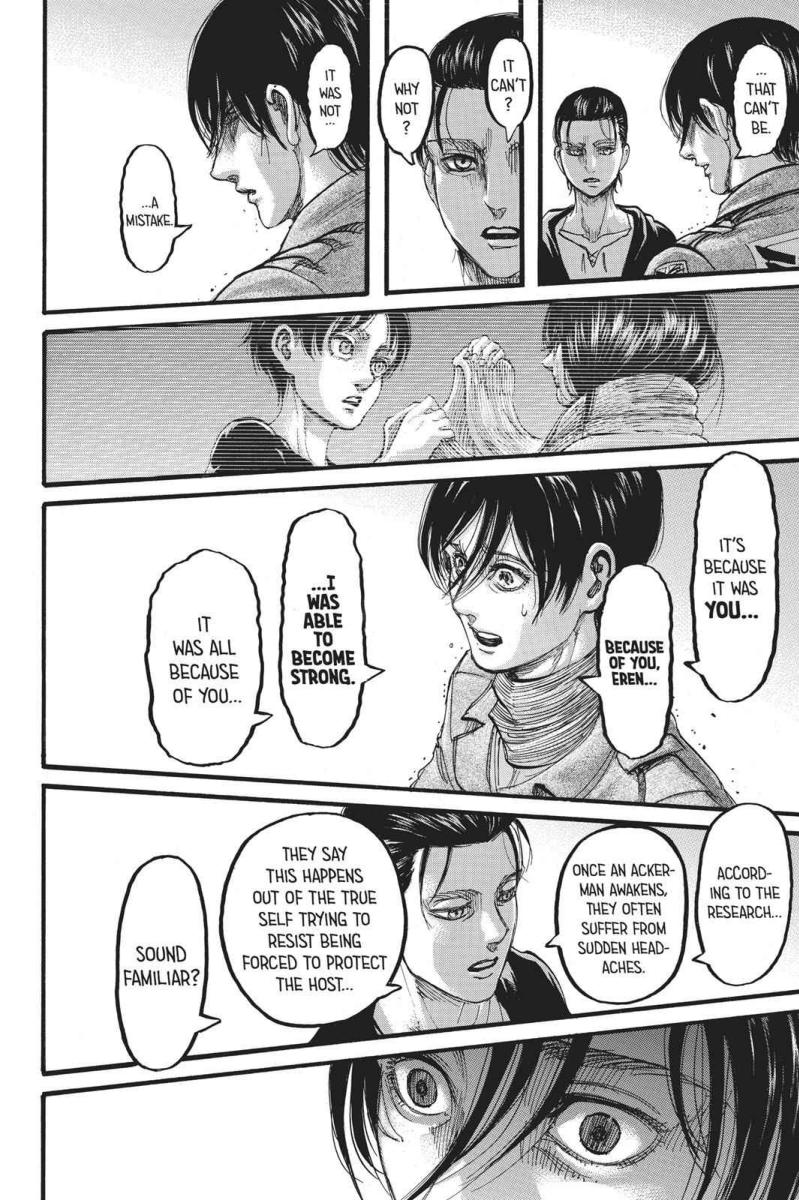 ...
THAT
CAN'T
BE.
IT
CAN'T
?
WHY
NOT
?
IT
WAS
NOT
...
...A
MISTAKE.
IT'S
BECAUSE
IT WAS
YOU...
BECAUSE
OF YOU,
EREN...
...I
WAS
ABLE
TO
BECOME
STRONG.
IT
WAS ALL
BECAUSE
OF YOU...
ACCORD-
ING TO THE
RESEARCH...
ONCE AN ACKER-
MAN AWAKENS,
THEY OFTEN
SUFFER FROM
SUDDEN HEAD-
ACHES.
THEY SAY
THIS HAPPENS
OUT OF THE TRUE
SELF TRYING TO
RESIST BEING
FORCED TO PROTECT
THE HOST...
SOUND
FAMILIAR?